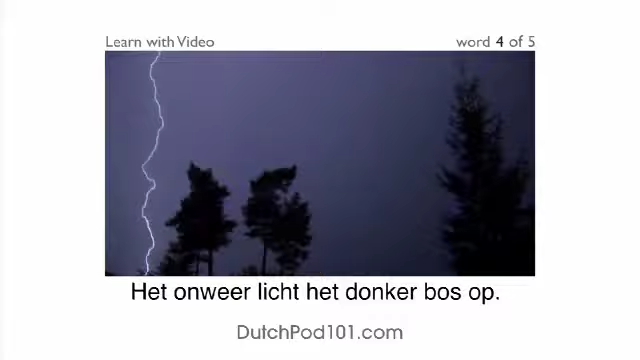 Learn with Video
word 4 of 5
Het onweer licht het donker bos op.
DutchPod101.com